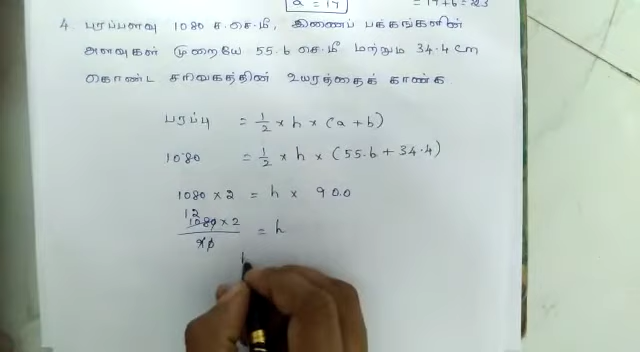 a = 17
= 17 + 6 = 23
4. பரப்பளவு 1080 ச.செ.மீ, இணைப் பக்கங்களின்
அளவுகள் முறையே 55.6 செ.மீ மற்றும் 34.4 cm
கொண்ட சரிவகத்தின் உயரத்தைக் காண்க.
பரப்பு = 1/2 × h × (a + b)
1080 = 1/2 × h × (55.6 + 34.4)
1080 × 2 = h × 90.0
12
1080 × 2 / 90 = h